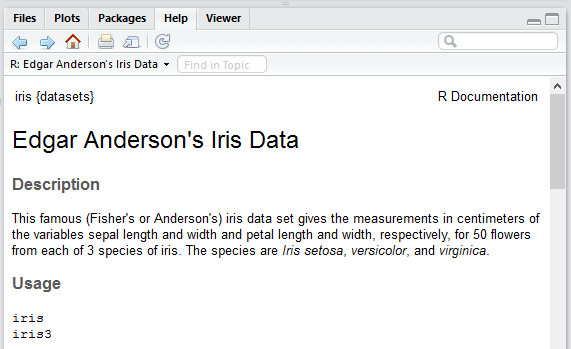 Files Plots Packages Help Viewer
R: Edgar Anderson's Iris Data Find in Topic
iris {datasets} R Documentation
Edgar Anderson's Iris Data
Description
This famous (Fisher's or Anderson's) iris data set gives the measurements in centimeters of
the variables sepal length and width and petal length and width, respectively, for 50 flowers
from each of 3 species of iris. The species are Iris setosa, versicolor, and virginica.
Usage
iris
iris3